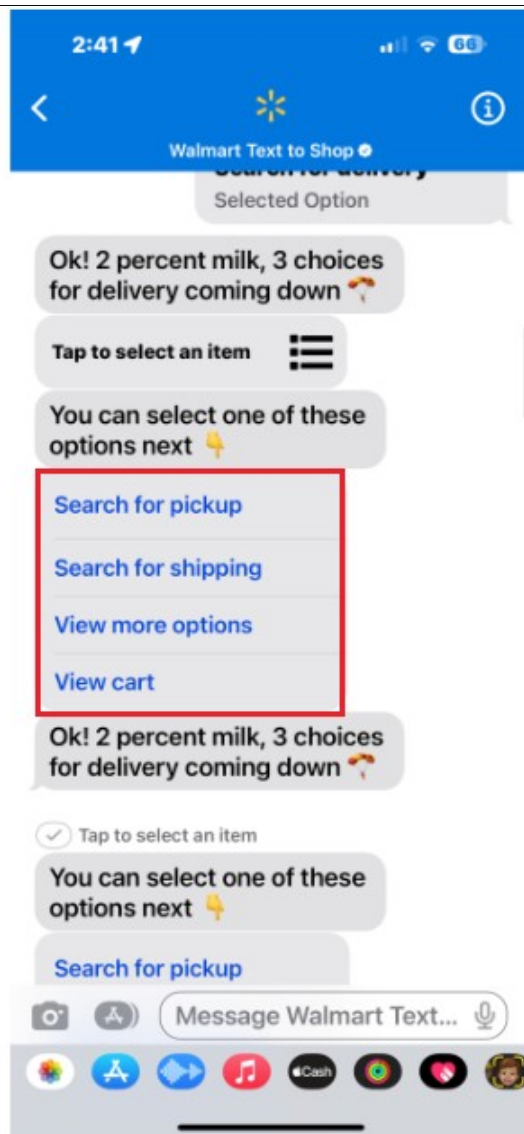 2:41
66
Walmart Text to Shop
Search for delivery
Selected Option
Ok! 2 percent milk, 3 choices
for delivery coming down 🪂
Tap to select an item
You can select one of these
options next 👇
Search for pickup
Search for shipping
View more options
View cart
Ok! 2 percent milk, 3 choices
for delivery coming down 🪂
Tap to select an item
You can select one of these
options next 👇
Search for pickup
Message Walmart Text...
Cash